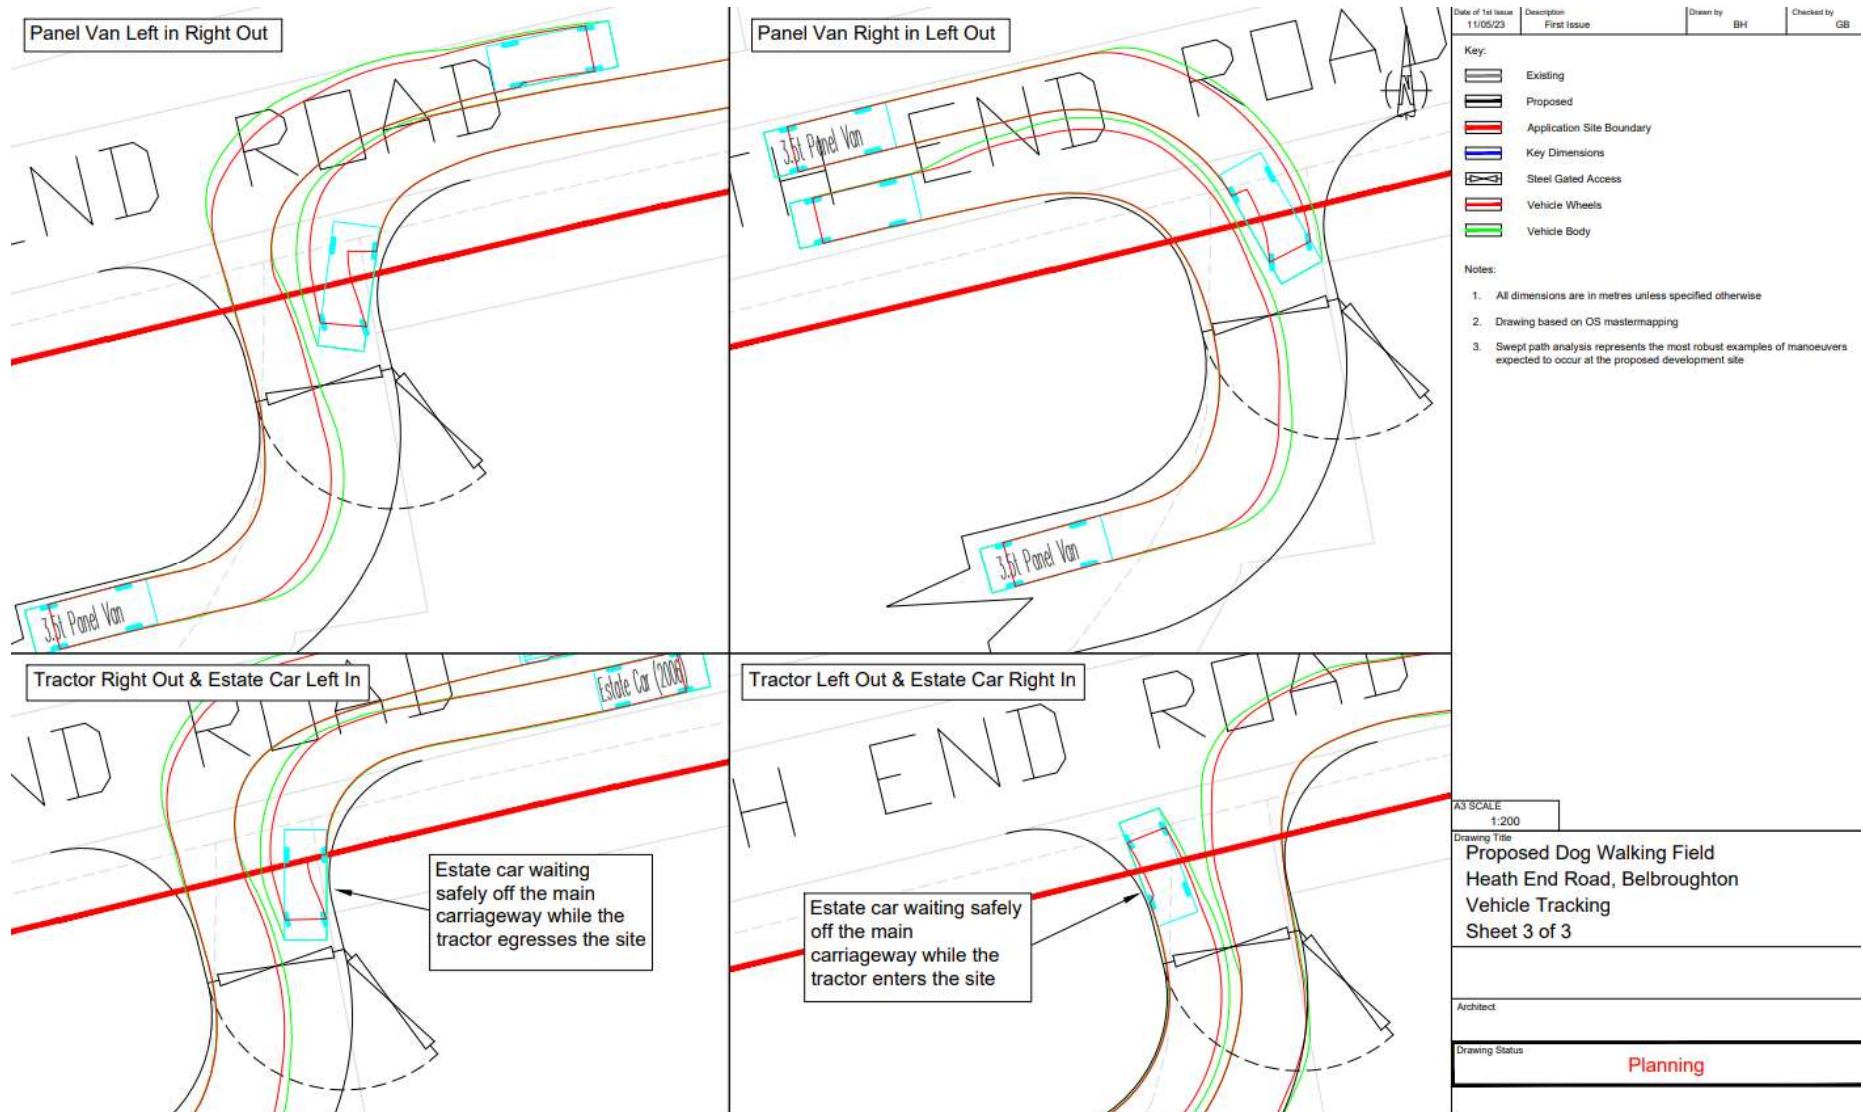 Panel Van Left in Right Out
END ROAD
3.5t Panel Van
Panel Van Right in Left Out
H END ROAD
3.5t Panel Van
3.5t Panel Van
Tractor Right Out & Estate Car Left In
ND ROAD
Estate Car (2006)
Estate car waiting
safely off the main
carriageway while the
tractor egresses the site
Tractor Left Out & Estate Car Right In
H END ROAD
Estate car waiting safely
off the main
carriageway while the
tractor enters the site
Date of 1st Issue
11/05/23
Description
First Issue
Drawn by
BH
Checked by
GB
N
Key:
Existing
Proposed
Application Site Boundary
Key Dimensions
Steel Gated Access
Vehicle Wheels
Vehicle Body
Notes:
1. All dimensions are in metres unless specified otherwise
2. Drawing based on OS mastermapping
3. Swept path analysis represents the most robust examples of manoeuvers
expected to occur at the proposed development site
A3 SCALE
1:200
Drawing Title
Proposed Dog Walking Field
Heath End Road, Belbroughton
Vehicle Tracking
Sheet 3 of 3
Architect
Drawing Status
Planning